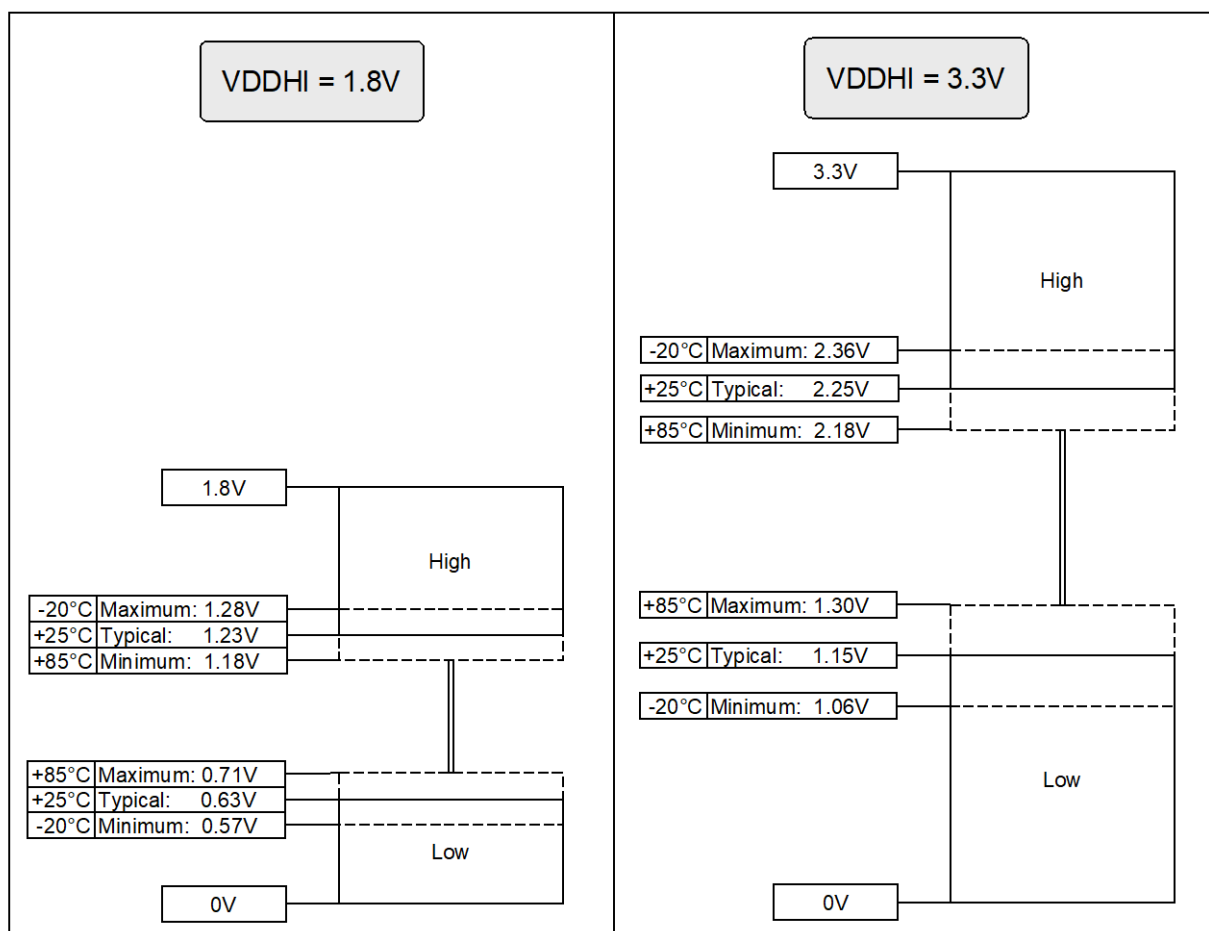 VDDHI = 1.8V
1.8V
High
-20°C Maximum: 1.28V
+25°C Typical: 1.23V
+85°C Minimum: 1.18V
+85°C Maximum: 0.71V
+25°C Typical: 0.63V
-20°C Minimum: 0.57V
Low
0V
VDDHI = 3.3V
3.3V
High
-20°C Maximum: 2.36V
+25°C Typical: 2.25V
+85°C Minimum: 2.18V
+85°C Maximum: 1.30V
+25°C Typical: 1.15V
-20°C Minimum: 1.06V
Low
0V